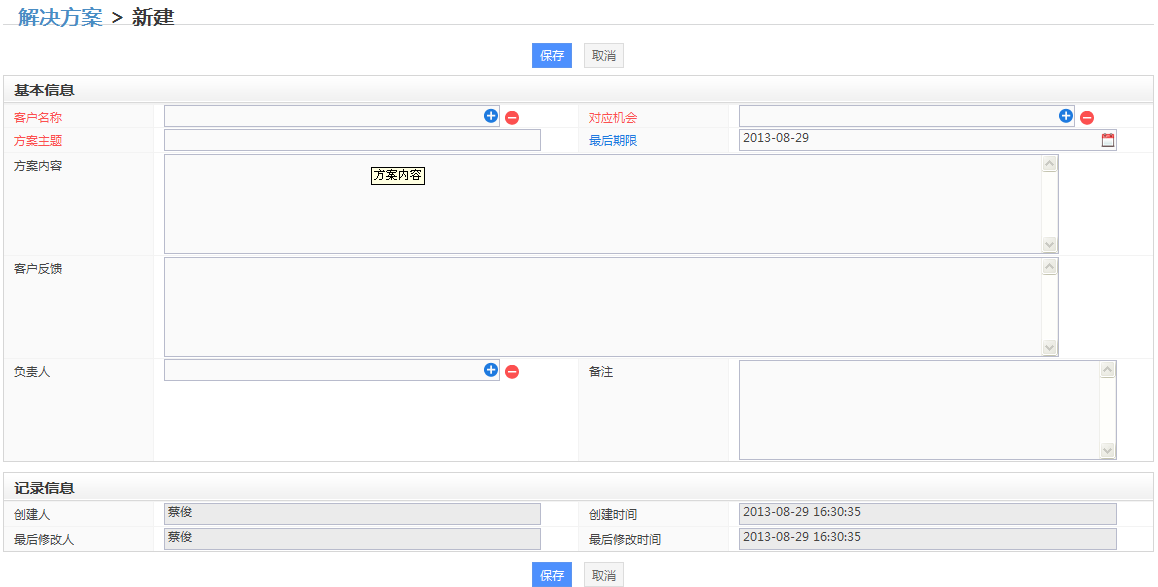 解决方案 > 新建
保存 取消
基本信息
客户名称 对应机会
方案主题 最后期限 2013-08-29
方案内容 方案内容
客户反馈
负责人 备注
记录信息
创建人 蔡俊 创建时间 2013-08-29 16:30:35
最后修改人 蔡俊 最后修改时间 2013-08-29 16:30:35
保存 取消